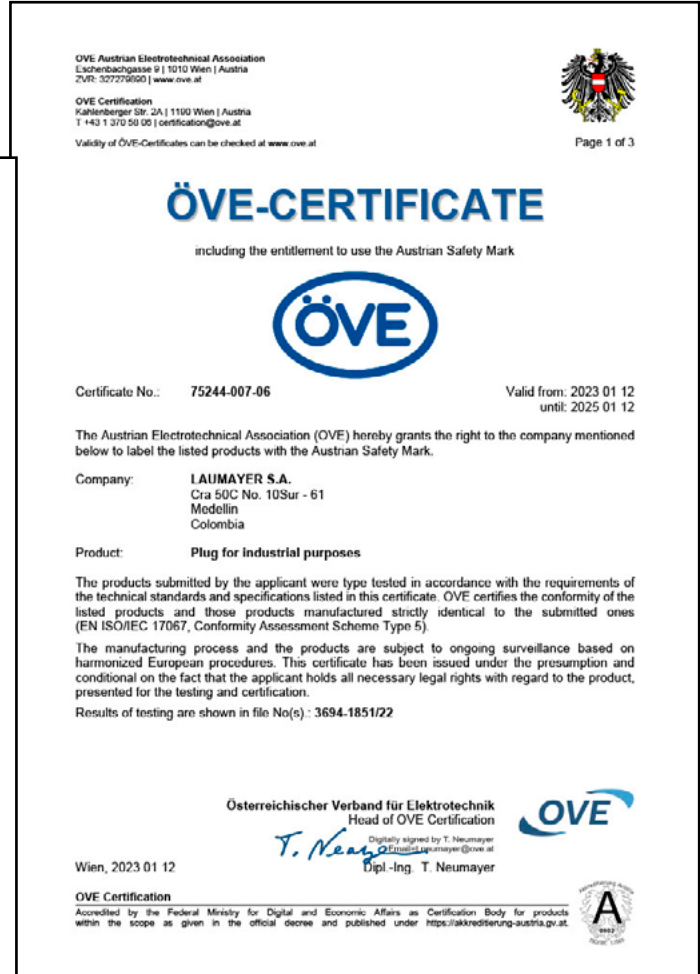 OVE Austrian Electrotechnical Association
Eschenbachgasse 9 | 1010 Wien | Austria
ZVR: 327279890 | www.ove.at
OVE Certification
Kahlenberger Str. 2A | 1190 Wien | Austria
T +43 1 370 58 06 | certification@ove.at
Validity of ÖVE-Certificates can be checked at www.ove.at
Page 1 of 3
ÖVE-CERTIFICATE
including the entitlement to use the Austrian Safety Mark
ÖVE
Certificate No.: 75244-007-06
Valid from: 2023 01 12
until: 2025 01 12
The Austrian Electrotechnical Association (OVE) hereby grants the right to the company mentioned
below to label the listed products with the Austrian Safety Mark.
Company: LAUMAYER S.A.
Cra 50C No. 10Sur - 61
Medellin
Colombia
Product: Plug for industrial purposes
The products submitted by the applicant were type tested in accordance with the requirements of
the technical standards and specifications listed in this certificate. OVE certifies the conformity of the
listed products and those products manufactured strictly identical to the submitted ones
(EN ISO/IEC 17067, Conformity Assessment Scheme Type 5).
The manufacturing process and the products are subject to ongoing surveillance based on
harmonized European procedures. This certificate has been issued under the presumption and
conditional on the fact that the applicant holds all necessary legal rights with regard to the product,
presented for the testing and certification.
Results of testing are shown in file No(s).: 3694-1851/22
Österreichischer Verband für Elektrotechnik
Head of OVE Certification
OVE
Digitally signed by T. Neumayer
Wien, 2023 01 12
Dipl.-Ing. T. Neumayer
OVE Certification
Accredited by the Federal Ministry for Digital and Economic Affairs as Certification Body for products
within the scope as given in the official decree and published under https://akkreditierung-austria.gv.at.
A